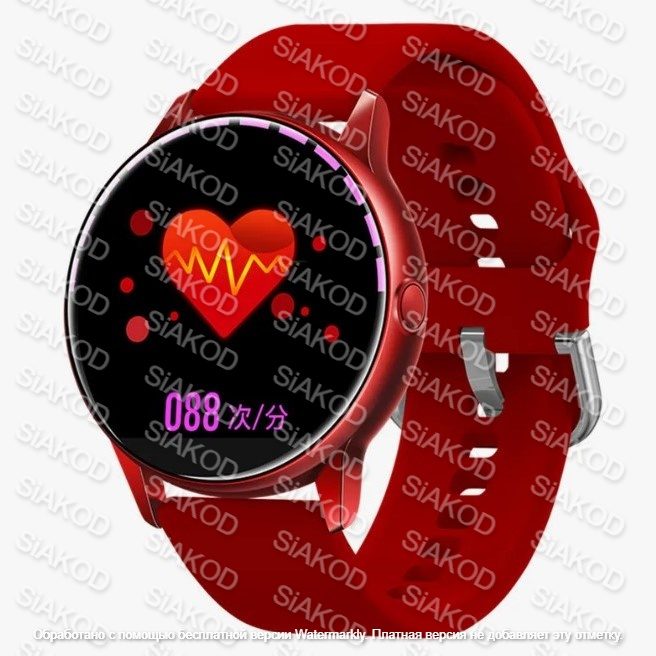 SiAKOD
088 次/分
Обработано с помощью бесплатной версии Watermarkly. Платная версия не добавляет эту отметку.